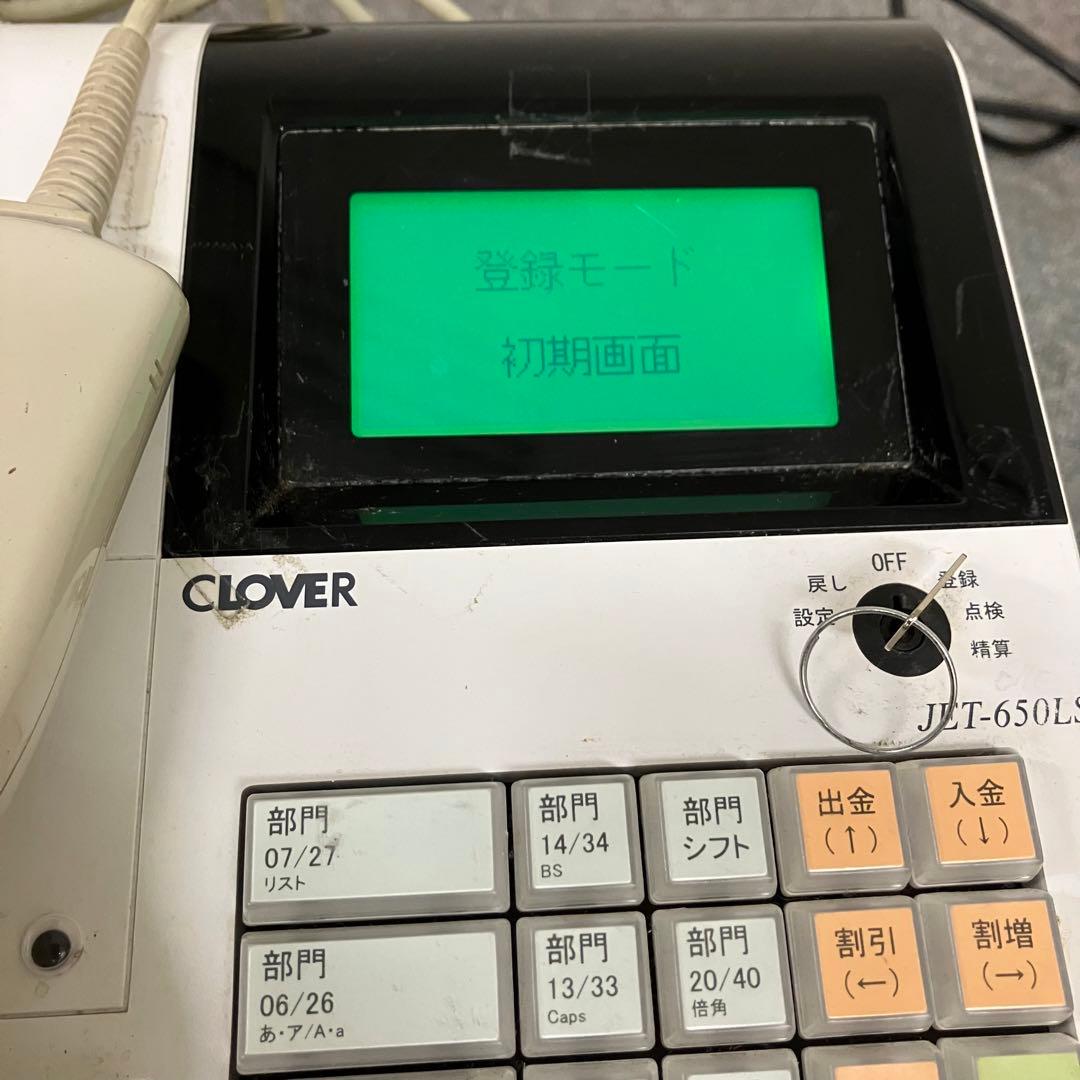 登録モード
初期画面
CLOVER
OFF
戻し
登録
設定
点検
精算
JET-650LS
部門
07/27
リスト
部門
14/34
BS
部門
シフト
出金
(↑)
入金
(↓)
部門
06/26
あ・ア/A・a
部門
13/33
Caps
部門
20/40
倍角
割引
(←)
割増
(→)